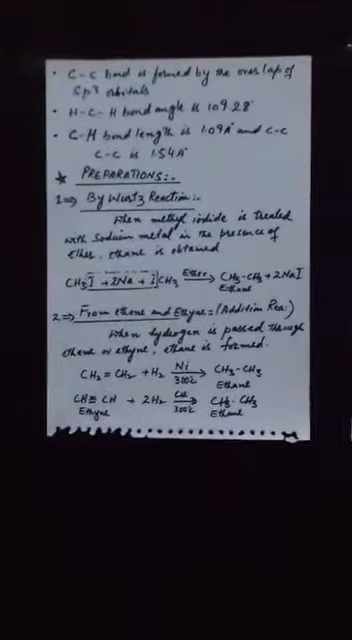 • C-C bond is formed by the overlap of
Sp3 orbitals
• H-C-H bond angle is 109.28°
• C-H bond length is 1.09A° and C-C
C-C is 1.54A°
★ PREPARATIONS:-
1⇒ By Wurtz Reaction:-
When methyl iodide is treated
with Sodium metal in the presence of
Ether, ethane is obtained
CH3 I + 2Na + I CH3 Ether→ CH3-CH3 + 2NaI
Ethane
2⇒ From ethene and Ethyne=(Addition Rea:)
When hydrogen is passed through
ethene or ethyne, ethane is formed.
CH2=CH2 + H2 Ni→ CH3-CH3
300°c Ethane
CH≡CH + 2H2 → CH3-CH3
Ethyne 300°c Ethane